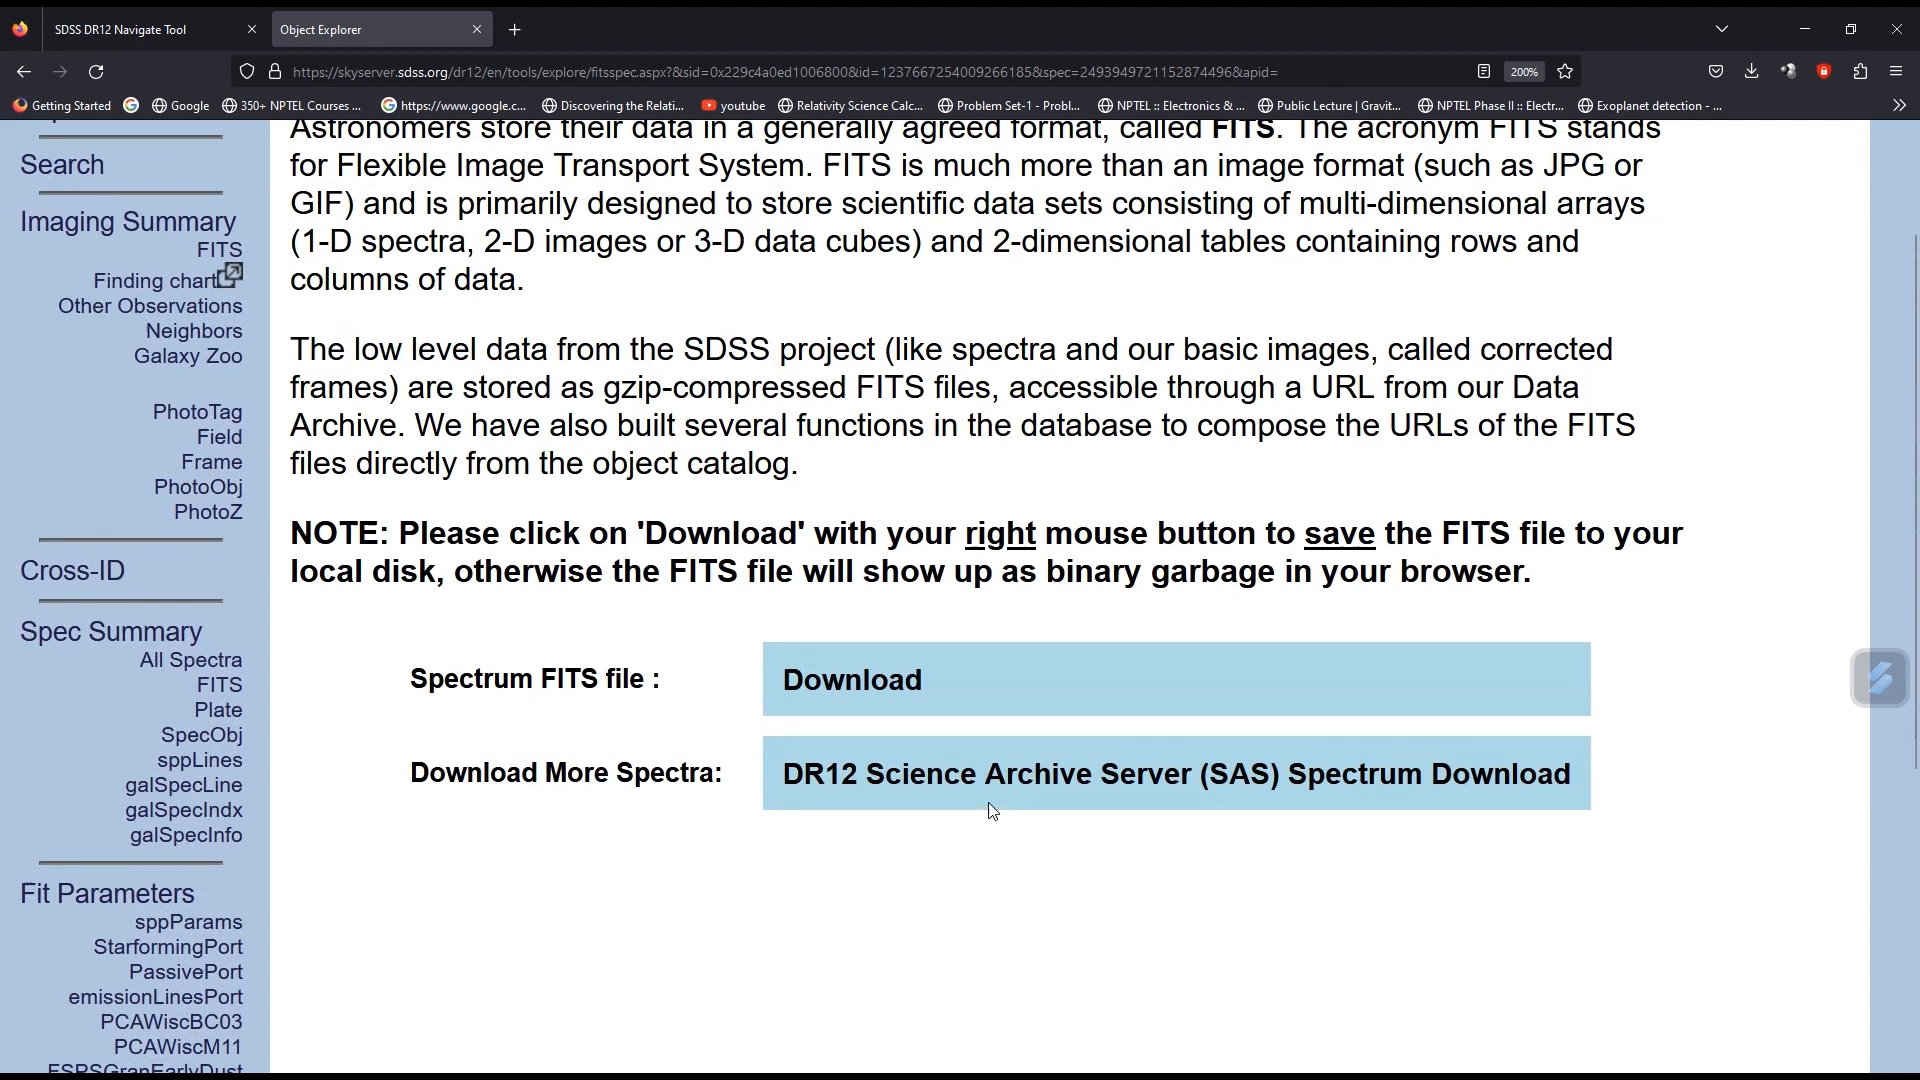 SDSS DR12 Navigate Tool
Object Explorer
https://skyserver.sdss.org/dr12/en/tools/explore/fitsspec.aspx?&sid=0x229c4a0ed1006800&id=1237667254009266185&spec=2493949721152874496&apid=
200%
Getting Started
Google
350+ NPTEL Courses ...
https://www.google.c...
Discovering the Relati...
youtube
Relativity Science Calc...
Problem Set-1 - Probl...
NPTEL :: Electronics & ...
Public Lecture | Gravit...
NPTEL Phase II :: Electr...
Exoplanet detection - ...
Search
Imaging Summary
FITS
Finding chart
Other Observations
Neighbors
Galaxy Zoo
PhotoTag
Field
Frame
PhotoObj
PhotoZ
Cross-ID
Spec Summary
All Spectra
FITS
Plate
SpecObj
sppLines
galSpecLine
galSpecIndx
galSpecInfo
Fit Parameters
sppParams
StarformingPort
PassivePort
emissionLinesPort
PCAWiscBC03
PCAWiscM11
FSPSGranEarlyDust
Astronomers store their data in a generally agreed format, called FITS. The acronym FITS stands
for Flexible Image Transport System. FITS is much more than an image format (such as JPG or
GIF) and is primarily designed to store scientific data sets consisting of multi-dimensional arrays
(1-D spectra, 2-D images or 3-D data cubes) and 2-dimensional tables containing rows and
columns of data.
The low level data from the SDSS project (like spectra and our basic images, called corrected
frames) are stored as gzip-compressed FITS files, accessible through a URL from our Data
Archive. We have also built several functions in the database to compose the URLs of the FITS
files directly from the object catalog.
NOTE: Please click on 'Download' with your right mouse button to save the FITS file to your
local disk, otherwise the FITS file will show up as binary garbage in your browser.
Spectrum FITS file :
Download
Download More Spectra:
DR12 Science Archive Server (SAS) Spectrum Download